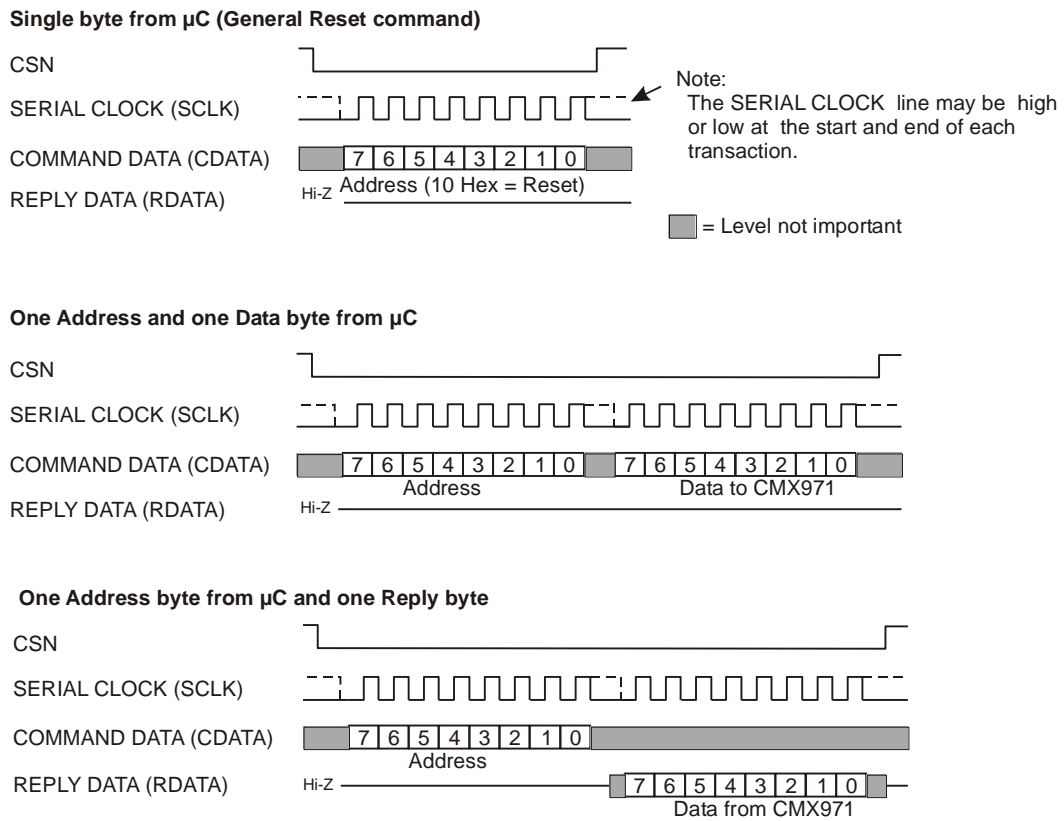 Single byte from µC (General Reset command)
CSN
SERIAL CLOCK (SCLK)
Note:
The SERIAL CLOCK line may be high
or low at the start and end of each
transaction.
COMMAND DATA (CDATA)
7 6 5 4 3 2 1 0
Address (10 Hex = Reset)
REPLY DATA (RDATA)
Hi-Z
= Level not important
One Address and one Data byte from µC
CSN
SERIAL CLOCK (SCLK)
COMMAND DATA (CDATA)
7 6 5 4 3 2 1 0 7 6 5 4 3 2 1 0
Address Data to CMX971
REPLY DATA (RDATA)
Hi-Z
One Address byte from µC and one Reply byte
CSN
SERIAL CLOCK (SCLK)
COMMAND DATA (CDATA)
7 6 5 4 3 2 1 0
Address
REPLY DATA (RDATA)
Hi-Z
7 6 5 4 3 2 1 0
Data from CMX971